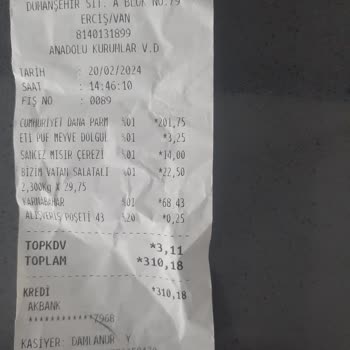 DUHANŞEHİR SİT. A BLOK NO.79
ERCİŞ/VAN
8140131899
ANADOLU KURUMLAR V.D
TARİH : 20/02/2024
SAAT : 14:46:10
FİŞ NO : 0089
CUMHURİYET DANA PARM %01 *201,75
ETİ PUF MEYVE DOLGUL %01 *3,25
SANCEZ MISIR ÇEREZİ %01 *14,00
BİZİM VATAN SALATALI %01 *22,50
2,300KG X 29,75
KARNABAHAR %01 *68,43
ALIŞVERİŞ POŞETİ 43 %20 *0,25
TOPKDV *3,11
TOPLAM *310,18
KREDİ *310,18
AKBANK
************7968
KASİYER: DAMLANUR Y